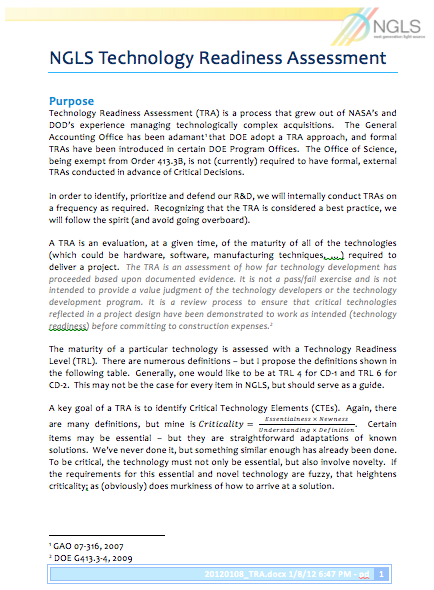 NGLS
next generation light source
NGLS Technology Readiness Assessment
Purpose
Technology Readiness Assessment (TRA) is a process that grew out of NASA's and
DOD's experience managing technologically complex acquisitions. The General
Accounting Office has been adamant1 that DOE adopt a TRA approach, and formal
TRAs have been introduced in certain DOE Program Offices. The Office of Science,
being exempt from Order 413.3B, is not (currently) required to have formal, external
TRAs conducted in advance of Critical Decisions.
In order to identify, prioritize and defend our R&D, we will internally conduct TRAs on
a frequency as required. Recognizing that the TRA is considered a best practice, we
will follow the spirit (and avoid going overboard).
A TRA is an evaluation, at a given time, of the maturity of all of the technologies
(which could be hardware, software, manufacturing techniques, ...) required to
deliver a project. The TRA is an assessment of how far technology development has
proceeded based upon documented evidence. It is not a pass/fail exercise and is not
intended to provide a value judgment of the technology developers or the technology
development program. It is a review process to ensure that critical technologies
reflected in a project design have been demonstrated to work as intended (technology
readiness) before committing to construction expenses.2
The maturity of a particular technology is assessed with a Technology Readiness
Level (TRL). There are numerous definitions – but I propose the definitions shown in
the following table. Generally, one would like to be at TRL 4 for CD-1 and TRL 6 for
CD-2. This may not be the case for every item in NGLS, but should serve as a guide.
A key goal of a TRA is to identify Critical Technology Elements (CTEs). Again, there
are many definitions, but mine is Criticality = Essentialness × Newness / Understanding × Definition. Certain
items may be essential – but they are straightforward adaptations of known
solutions. We've never done it, but something similar enough has already been done.
To be critical, the technology must not only be essential, but also involve novelty. If
the requirements for this essential and novel technology are fuzzy, that heightens
criticality; as (obviously) does murkiness of how to arrive at a solution.
1 GAO 07-316, 2007
2 DOE G413.3-4, 2009
20120108_TRA.docx 1/8/12 6:47 PM - pd 1